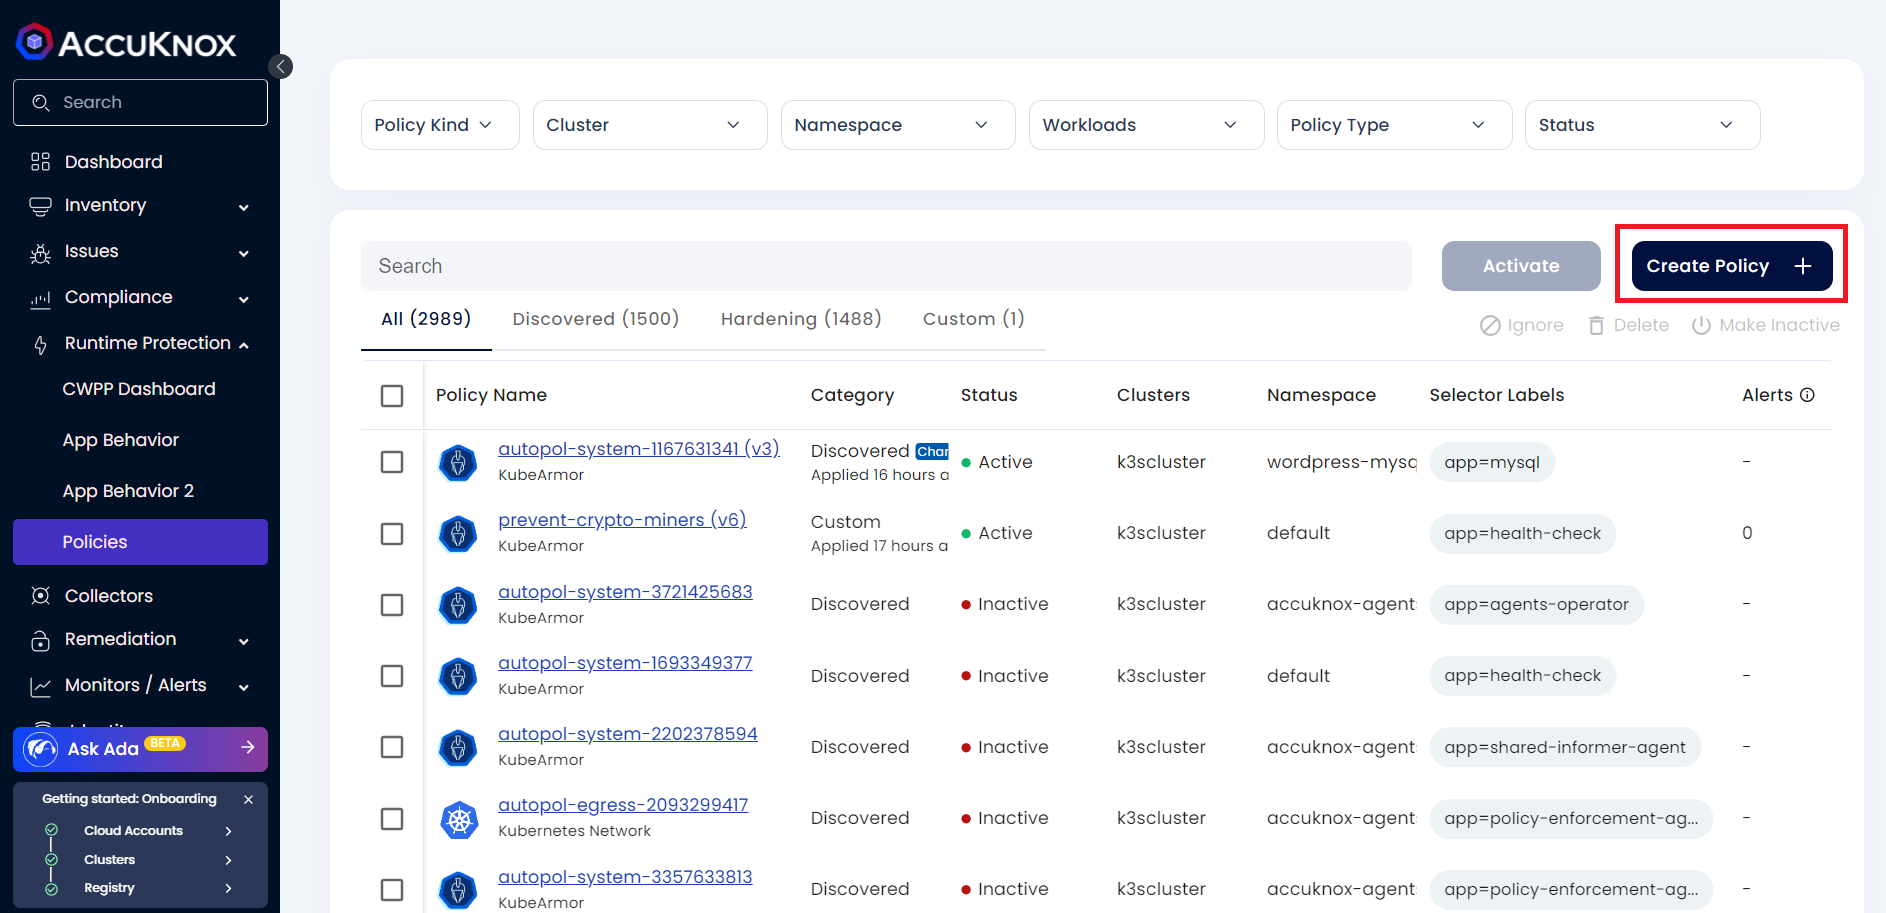 ACCUKNOX
Search
Dashboard
Inventory
Issues
Compliance
Runtime Protection
CWPP Dashboard
App Behavior
App Behavior 2
Policies
Collectors
Remediation
Monitors / Alerts
Ask Ada BETA
Getting started: Onboarding
Cloud Accounts
Clusters
Registry
Policy Kind
Cluster
Namespace
Workloads
Policy Type
Status
Search
Activate
Create Policy
All (2989)
Discovered (1500)
Hardening (1488)
Custom (1)
Ignore
Delete
Make Inactive
Policy Name Category Status Clusters Namespace Selector Labels Alerts
autopol-system-1167631341 (v3) Discovered Char Active k3scluster wordpress-mysq app=mysql -
KubeArmor Applied 16 hours a
prevent-crypto-miners (v6) Custom Active k3scluster default app=health-check 0
KubeArmor Applied 17 hours a
autopol-system-3721425683 Discovered Inactive k3scluster accuknox-agent app=agents-operator -
KubeArmor
autopol-system-1693349377 Discovered Inactive k3scluster default app=health-check -
KubeArmor
autopol-system-2202378594 Discovered Inactive k3scluster accuknox-agent app=shared-informer-agent -
KubeArmor
autopol-egress-2093299417 Discovered Inactive k3scluster accuknox-agent app=policy-enforcement-ag... -
Kubernetes Network
autopol-system-3357633813 Discovered Inactive k3scluster accuknox-agent app=policy-enforcement-ag... -
KubeArmor